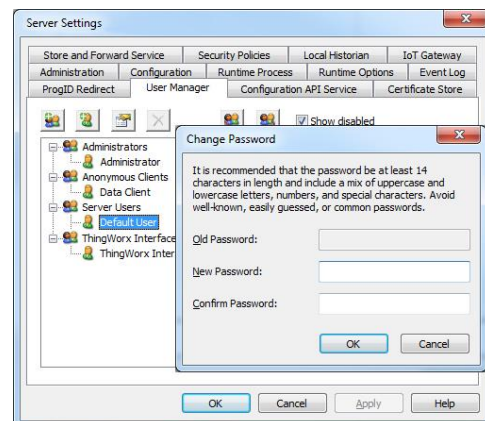 Server Settings
Store and Forward Service
Security Policies
Local Historian
IoT Gateway
Administration
Configuration
Runtime Process
Runtime Options
Event Log
ProgID Redirect
User Manager
Configuration API Service
Certificate Store
Show disabled
Administrators
Administrator
Anonymous Clients
Data Client
Server Users
Default User
ThingWorx Interface
ThingWorx Inter
Change Password
It is recommended that the password be at least 14
characters in length and include a mix of uppercase and
lowercase letters, numbers, and special characters. Avoid
well-known, easily guessed, or common passwords.
Old Password:
New Password:
Confirm Password:
OK
Cancel
OK
Cancel
Apply
Help